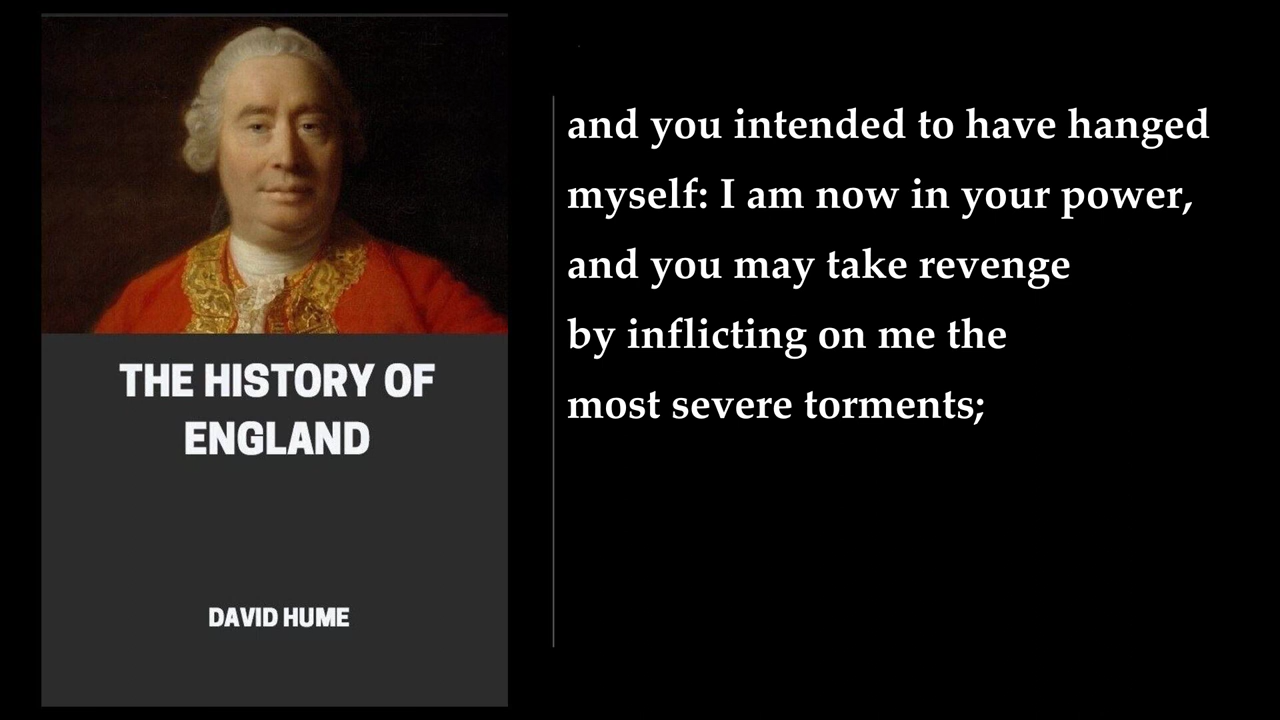 THE HISTORY OF
ENGLAND
DAVID HUME
and you intended to have hanged
myself: I am now in your power,
and you may take revenge
by inflicting on me the
most severe torments;